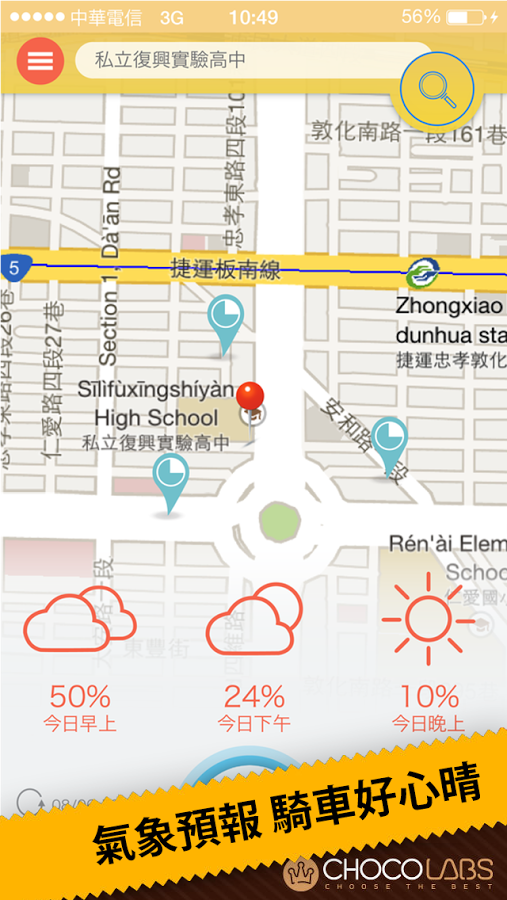 中華電信 3G 10:49 56%
私立復興實驗高中
忠孝東路四段10
敦化南路一段161巷
Section 1, Dà'ān Rd
5
捷運板南線
Zhongxiao
dunhua sta
捷運忠孝敦化
仁愛路四段27巷
Sīlìfùxīngshíyàn
High School
私立復興實驗高中
安和路一段
Rén'ài Elem
Schoo
仁愛國小
東豐街
50%
今日早上
24%
今日下午
10%
今日晚上
氣象預報 騎車好心晴
CHOCOLABS
CHOOSE THE BEST